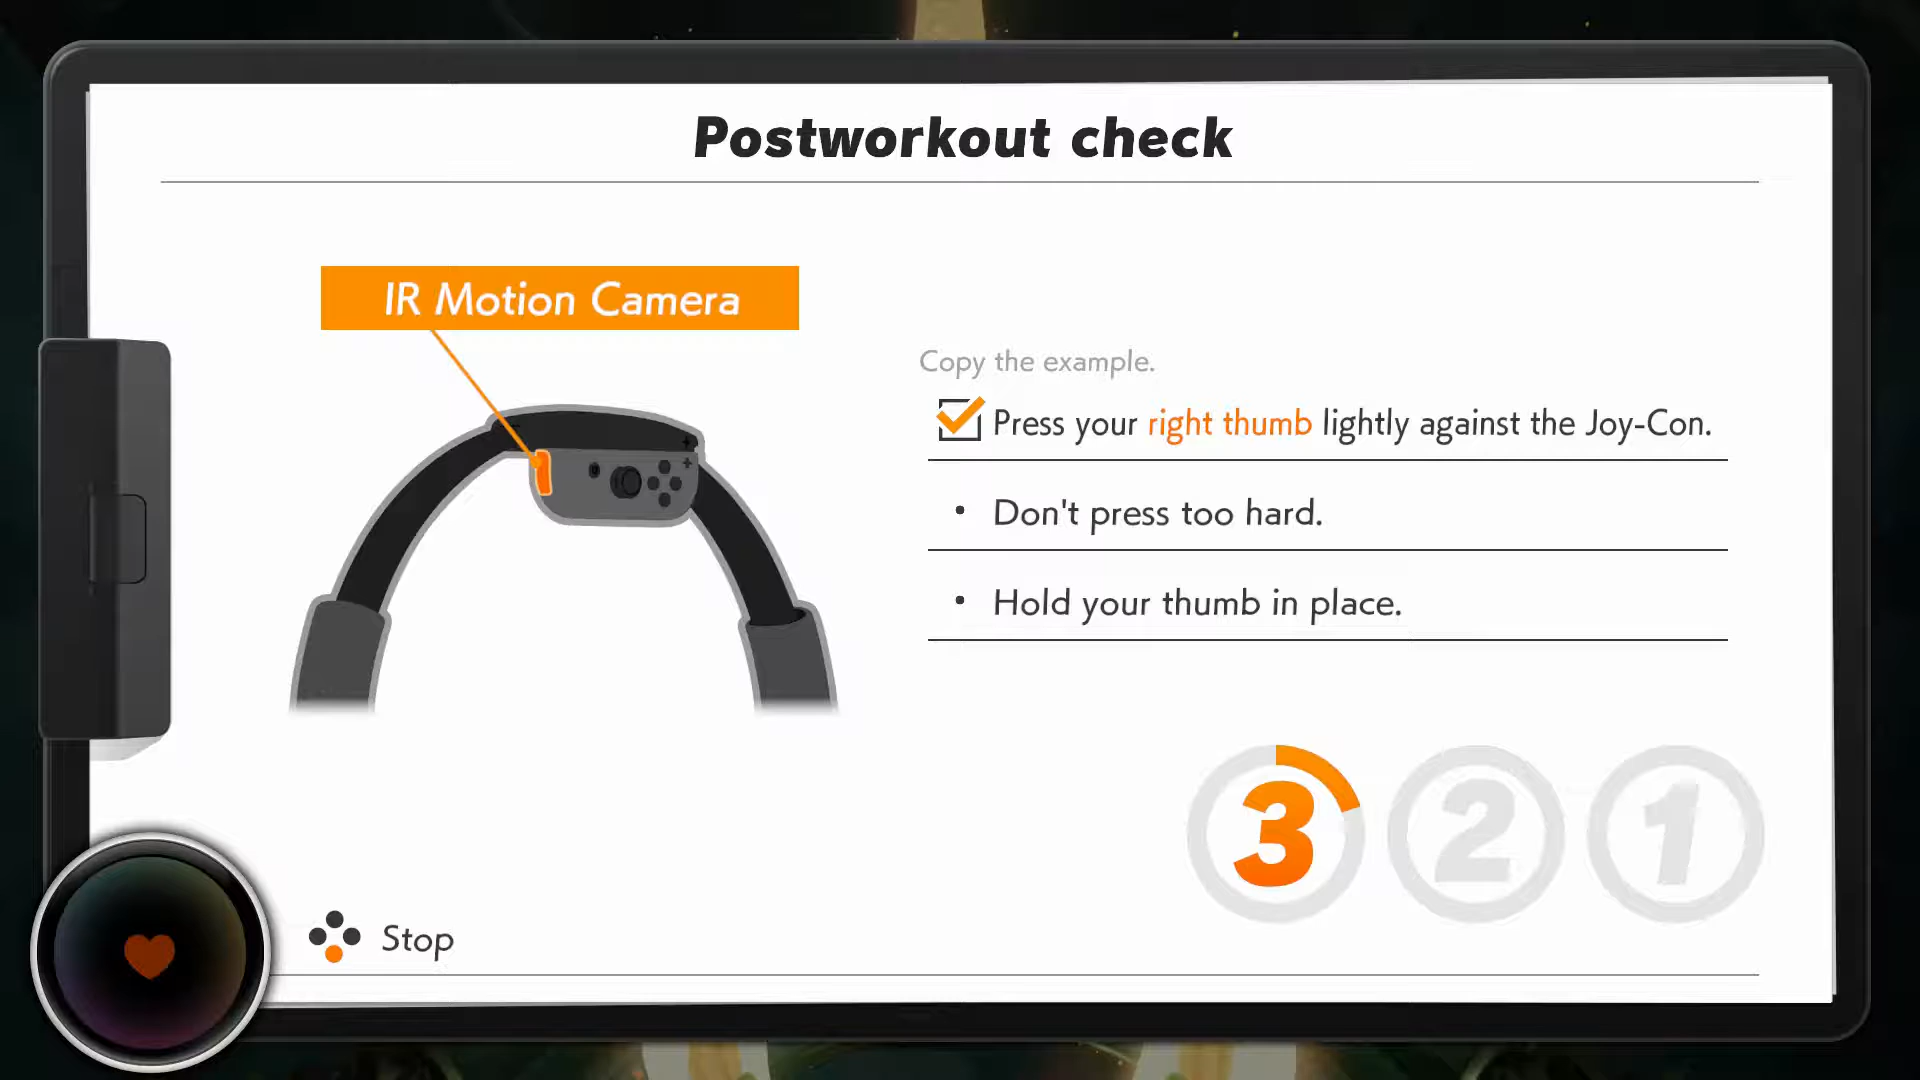 Postworkout check
IR Motion Camera
Copy the example.
Press your right thumb lightly against the Joy-Con.
• Don't press too hard.
• Hold your thumb in place.
3 2 1
Stop